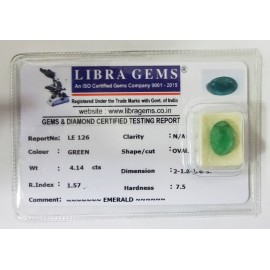 LIBRA GEMS
An ISO Certified Gems Company 9001 - 2015
Registered Under the Trade Marks with Govt. of India
website : www.libragems.co.in
GEMS & DIAMOND CERTIFIED TESTING REPORT
ReportNo: LE 126 Clarity : N/A
Colour : GREEN Shape/cut : OVAL
Wt : 4.14 cts Dimension :
R.Index : 1.57 Hardness : 7.5
Comment : EMERALD